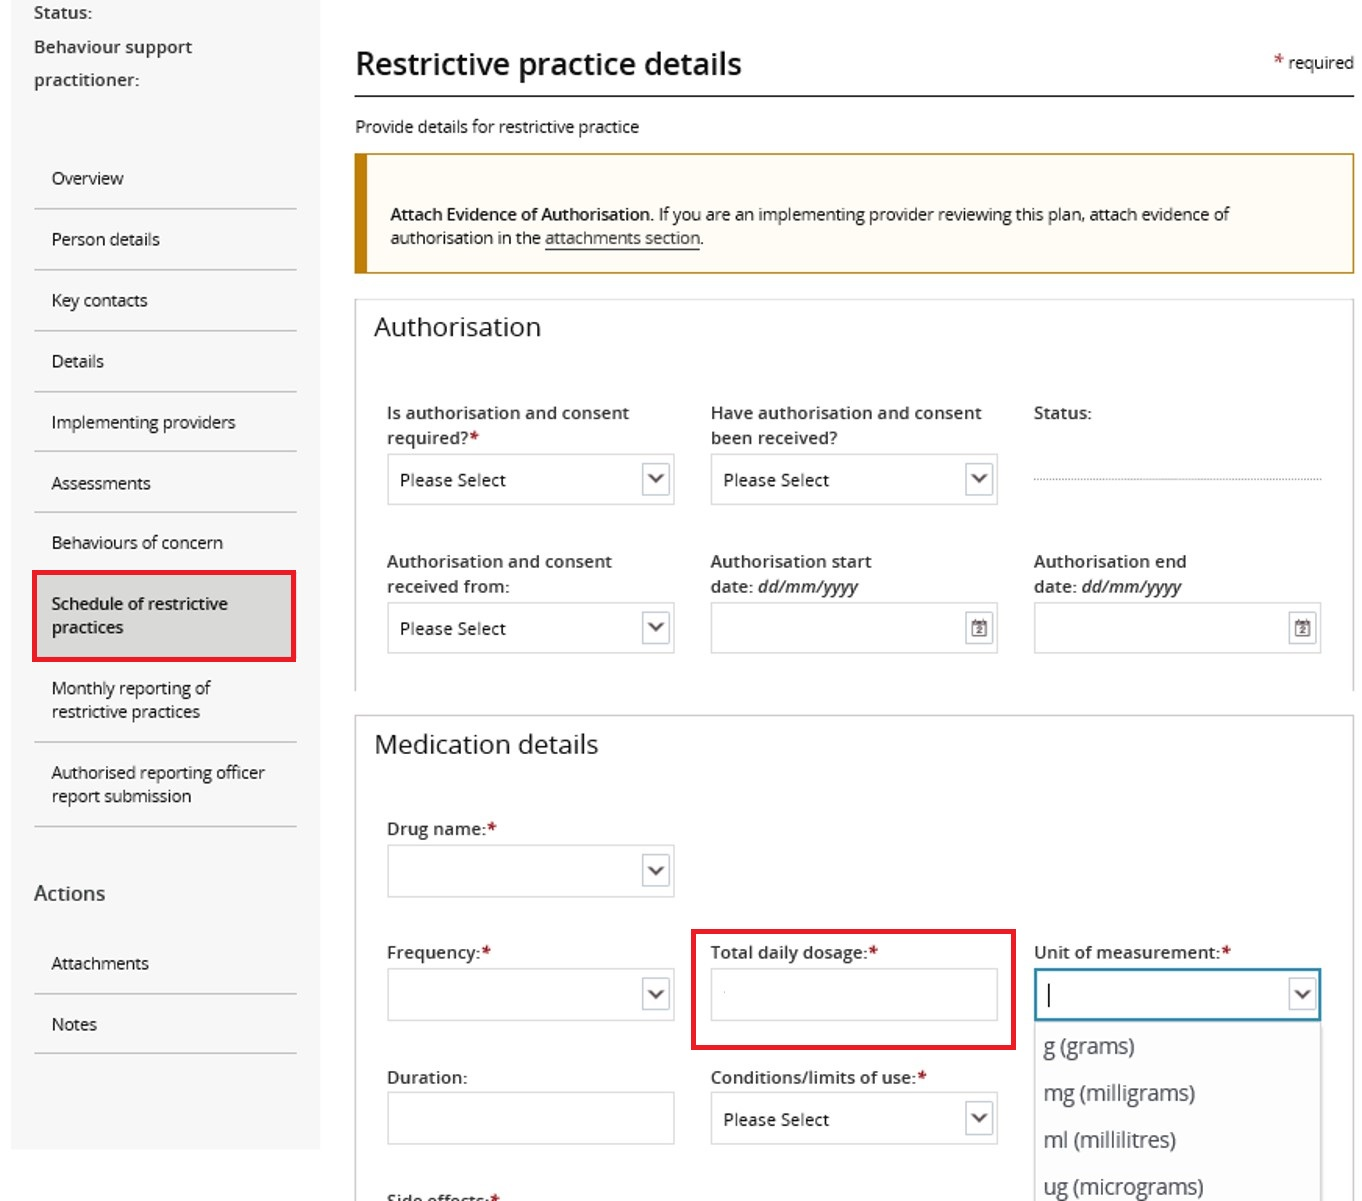 Status:
Behaviour support
practitioner:
Overview
Person details
Key contacts
Details
Implementing providers
Assessments
Behaviours of concern
Schedule of restrictive
practices
Monthly reporting of
restrictive practices
Authorised reporting officer
report submission
Actions
Attachments
Notes
Restrictive practice details
* required
Provide details for restrictive practice
Attach Evidence of Authorisation. If you are an implementing provider reviewing this plan, attach evidence of
authorisation in the attachments section.
Authorisation
Is authorisation and consent
required?*
Please Select
Have authorisation and consent
been received?
Please Select
Status:
Authorisation and consent
received from:
Please Select
Authorisation start
date: dd/mm/yyyy
Authorisation end
date: dd/mm/yyyy
Medication details
Drug name:*
Frequency:*
Total daily dosage:*
Unit of measurement:*
g (grams)
mg (milligrams)
ml (millilitres)
ug (micrograms)
Duration:
Conditions/limits of use:*
Please Select
Side effects:*